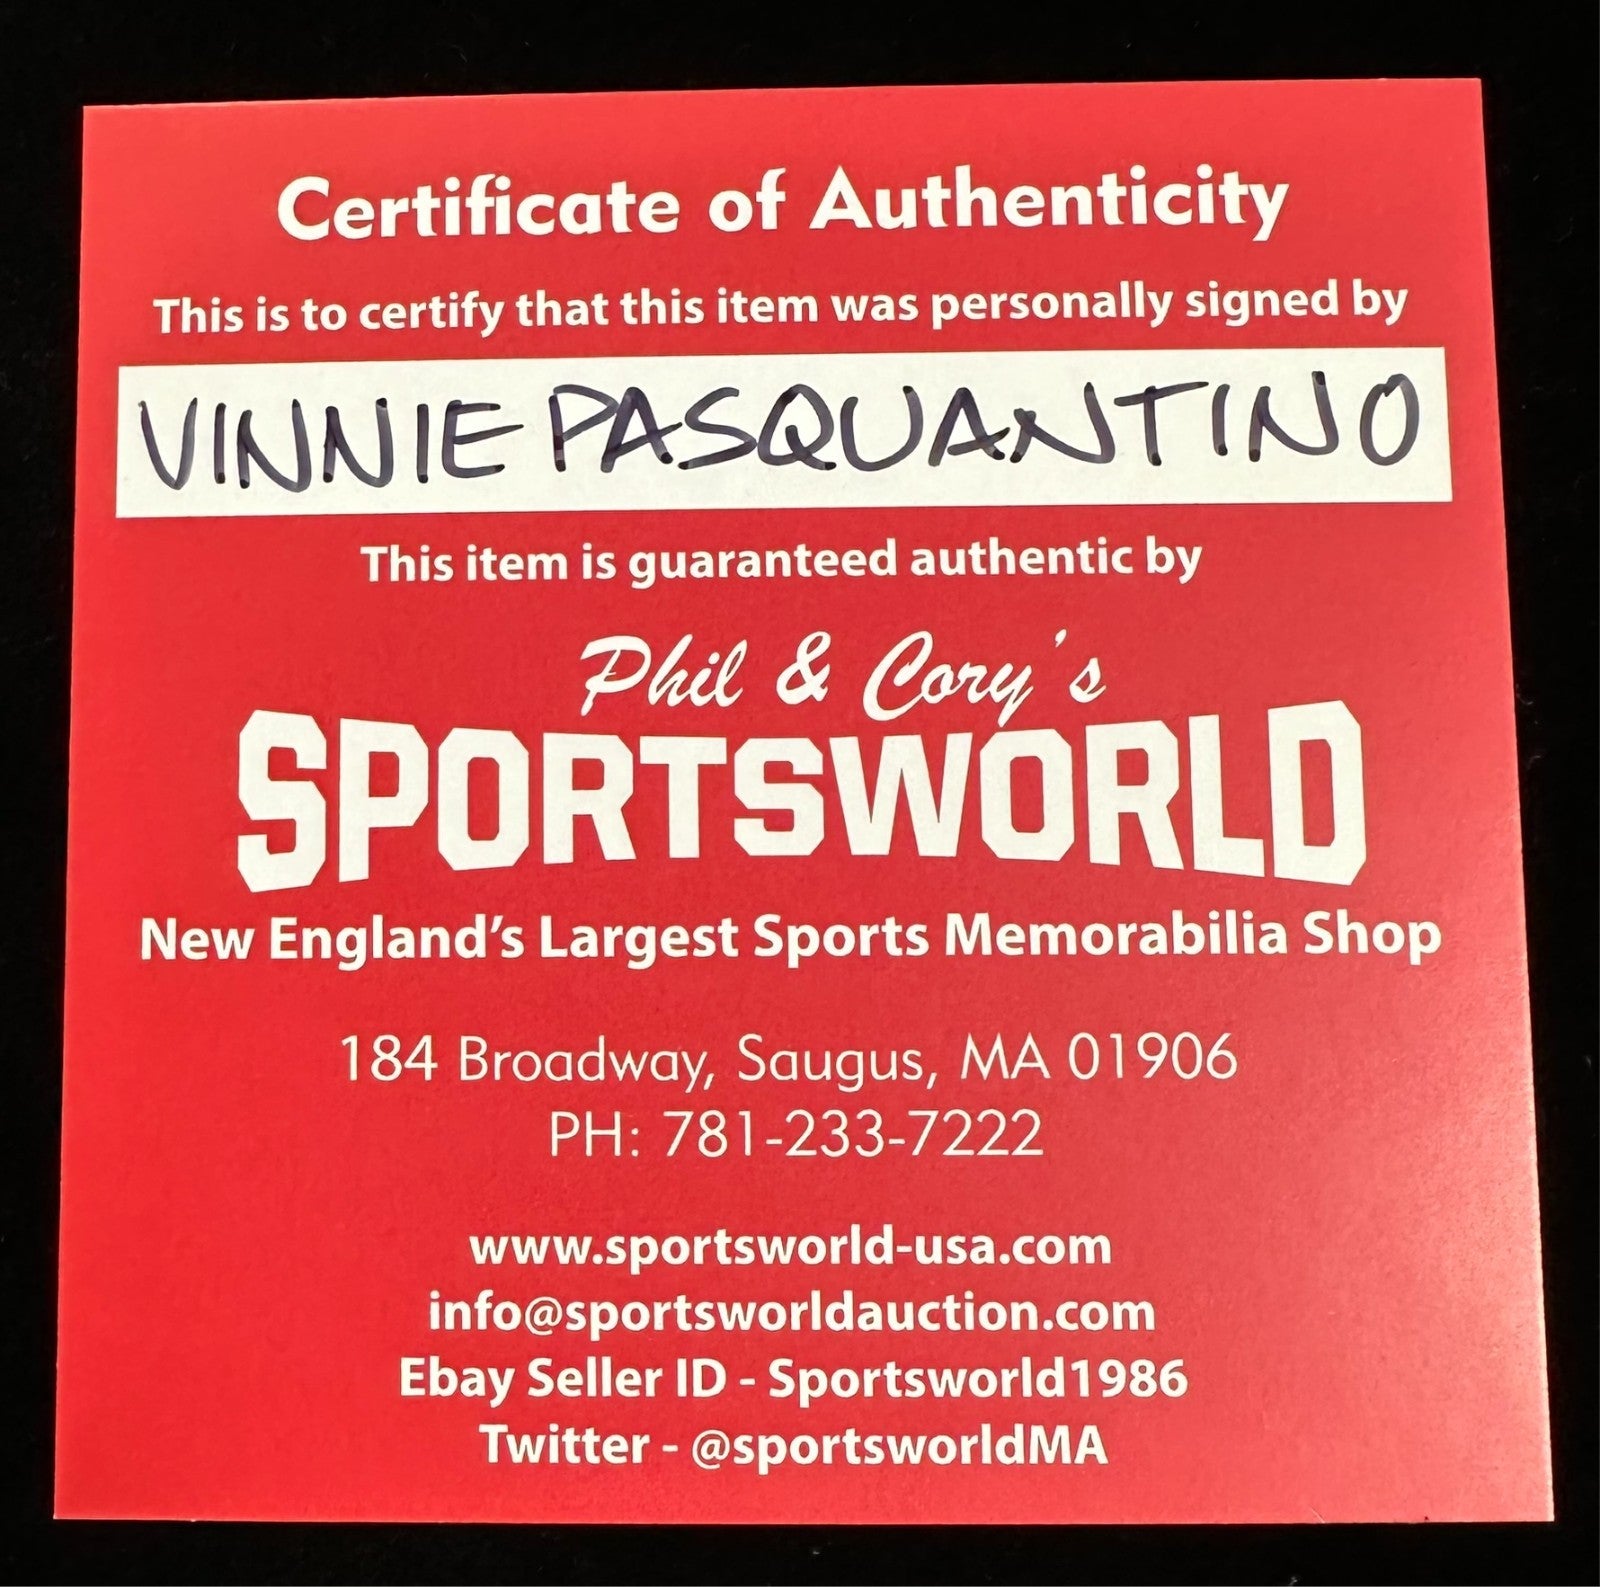 Certificate of Authenticity
This is to certify that this item was personally signed by
VINNIE PASQUANTINO
This item is guaranteed authentic by
Phil & Cory's
SPORTSWORLD
New England's Largest Sports Memorabilia Shop
184 Broadway, Saugus, MA 01906
PH: 781-233-7222
www.sportsworld-usa.com
info@sportsworldauction.com
Ebay Seller ID - Sportsworld1986
Twitter - @sportsworldMA